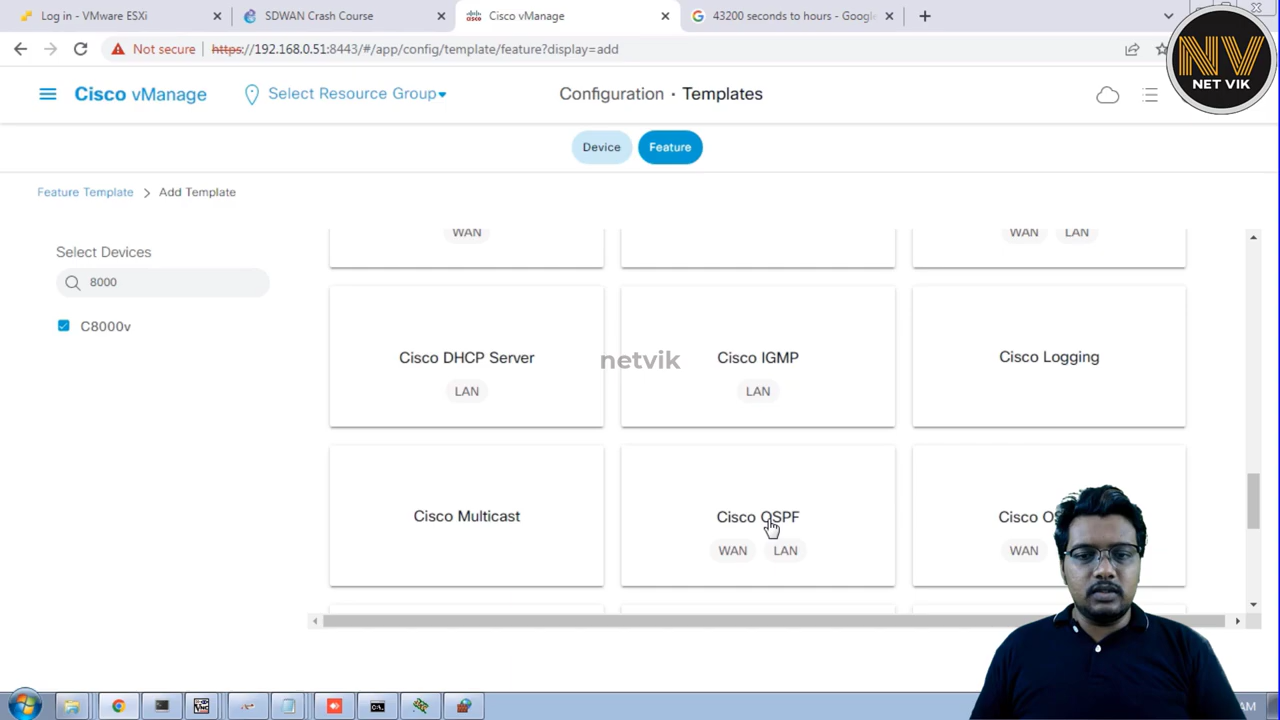 Log in - VMware ESXi
SDWAN Crash Course
Cisco vManage
43200 seconds to hours - Google
NV
NET VIK
Not secure
https://192.168.0.51:8443/#/app/config/template/feature?display=add
Cisco vManage
Select Resource Group
Configuration · Templates
Device
Feature
Feature Template
Add Template
Select Devices
8000
C8000v
WAN
WAN
LAN
Cisco DHCP Server
LAN
netvik
Cisco IGMP
LAN
Cisco Logging
Cisco Multicast
Cisco OSPF
WAN
LAN
Cisco
WAN